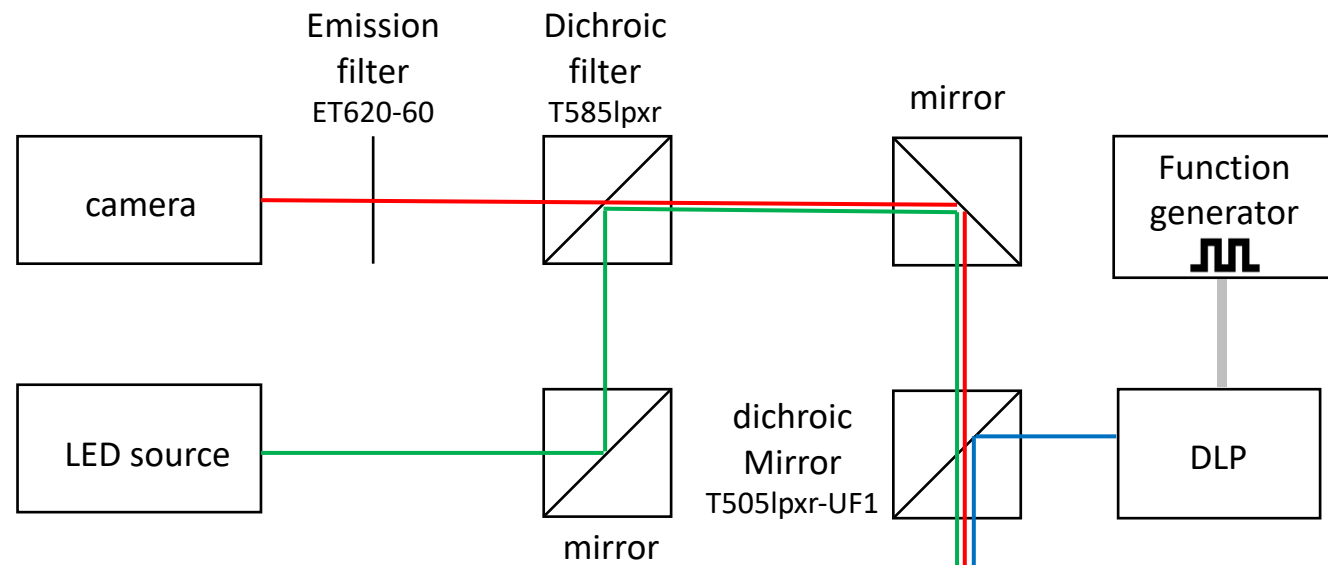 Emission
filter
ET620-60
Dichroic
filter
T585lpxr
mirror
camera
Function
generator
LED source
mirror
dichroic
Mirror
T505lpxr-UF1
DLP